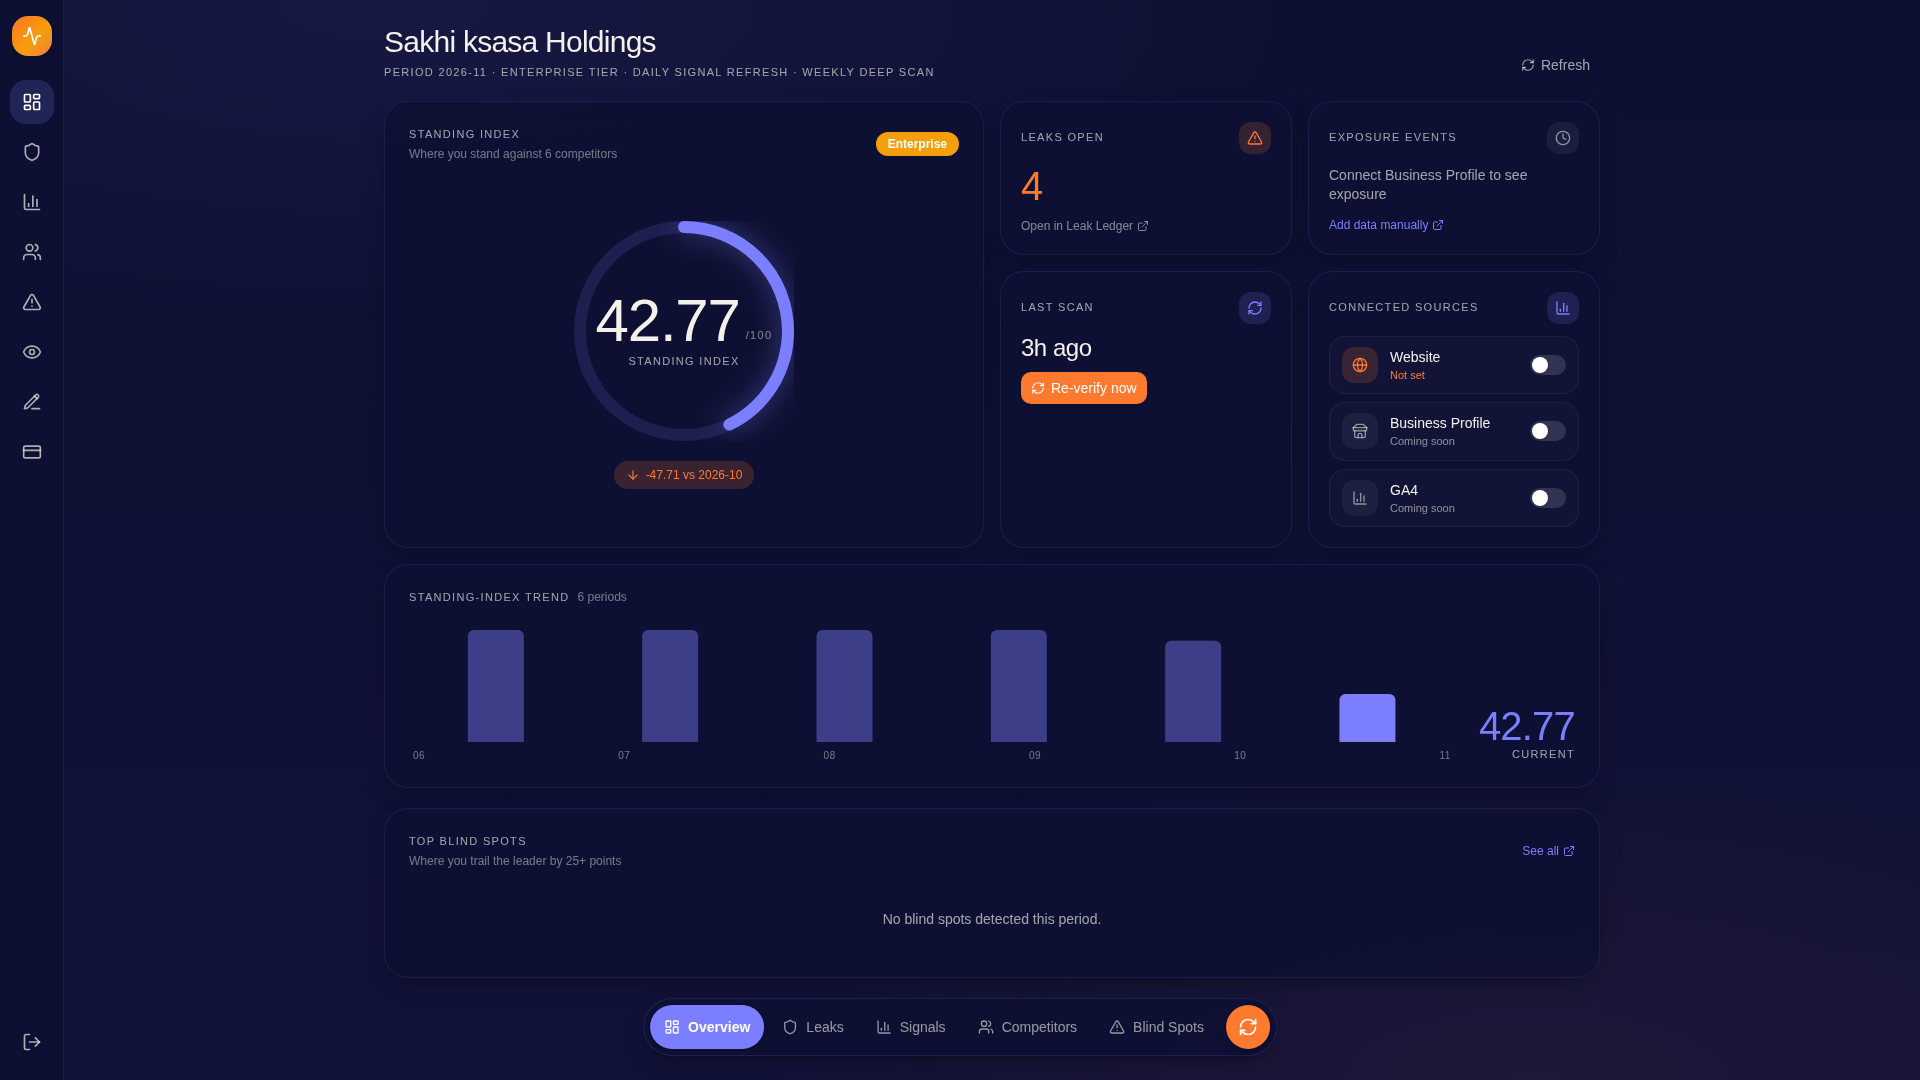 Sakhi ksasa Holdings
PERIOD 2026-11 · ENTERPRISE TIER · DAILY SIGNAL REFRESH · WEEKLY DEEP SCAN
Refresh
STANDING INDEX
Where you stand against 6 competitors
Enterprise
42.77 /100
STANDING INDEX
-47.71 vs 2026-10
LEAKS OPEN
4
Open in Leak Ledger
EXPOSURE EVENTS
Connect Business Profile to see
exposure
Add data manually
LAST SCAN
3h ago
Re-verify now
CONNECTED SOURCES
Website
Not set
Business Profile
Coming soon
GA4
Coming soon
STANDING-INDEX TREND 6 periods
06 07 08 09 10 11
42.77
CURRENT
TOP BLIND SPOTS
Where you trail the leader by 25+ points
See all
No blind spots detected this period.
Overview Leaks Signals Competitors Blind Spots